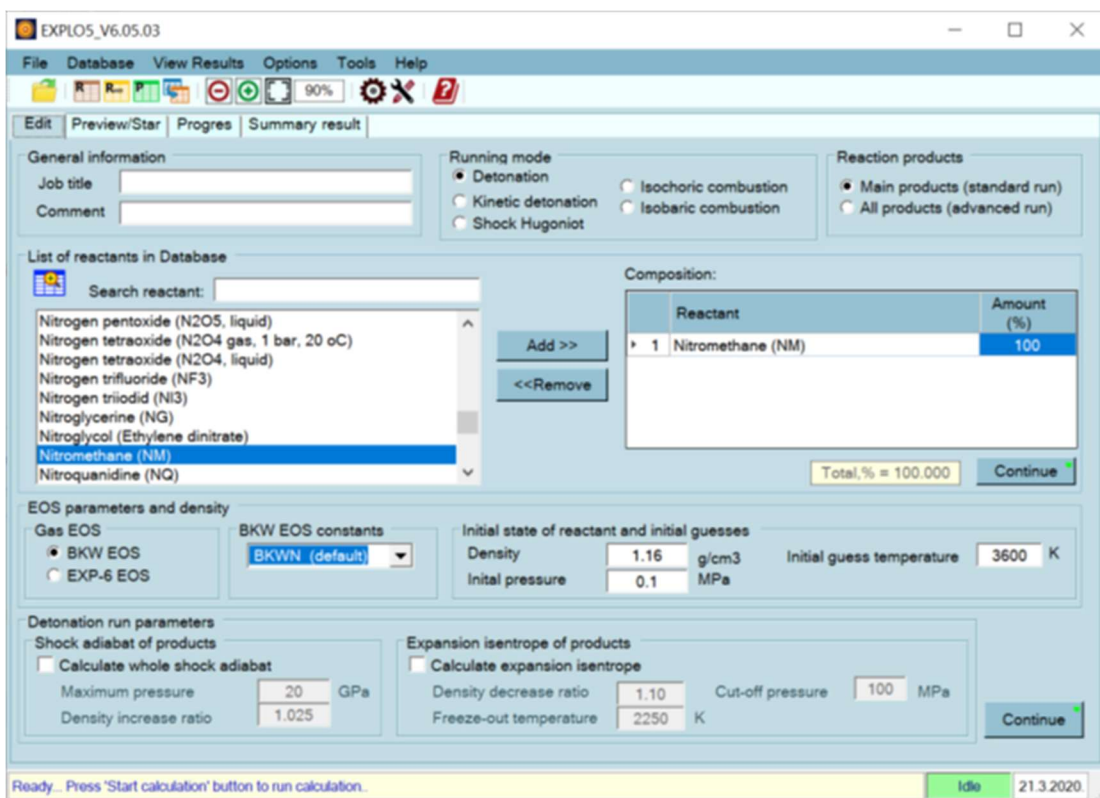 EXPLO5_V6.05.03
File Database View Results Options Tools Help
90%
Edit Preview/Star Progres Summary result
General information
Job title
Comment
Running mode
Detonation
Kinetic detonation
Shock Hugoniot
Isochoric combustion
Isobaric combustion
Reaction products
Main products (standard run)
All products (advanced run)
List of reactants in Database
Search reactant:
Nitrogen pentoxide (N2O5, liquid)
Nitrogen tetraoxide (N2O4 gas, 1 bar, 20 oC)
Nitrogen tetraoxide (N2O4, liquid)
Nitrogen trifluoride (NF3)
Nitrogen triiodid (NI3)
Nitroglycerine (NG)
Nitroglycol (Ethylene dinitrate)
Nitromethane (NM)
Nitroquanidine (NQ)
Add >>
<<Remove
Composition:
Reactant Amount
(%)
1 Nitromethane (NM) 100
Total,% = 100.000
Continue
EOS parameters and density
Gas EOS
BKW EOS
EXP-6 EOS
BKW EOS constants
BKWN (default)
Initial state of reactant and initial guesses
Density 1.16 g/cm3
Inital pressure 0.1 MPa
Initial guess temperature 3600 K
Detonation run parameters
Shock adiabat of products
Calculate whole shock adiabat
Maximum pressure 20 GPa
Density increase ratio 1.025
Expansion isentrope of products
Calculate expansion isentrope
Density decrease ratio 1.10
Freeze-out temperature 2250 K
Cut-off pressure 100 MPa
Continue
Ready... Press 'Start calculation' button to run calculation..
Idle
21.3.2020.